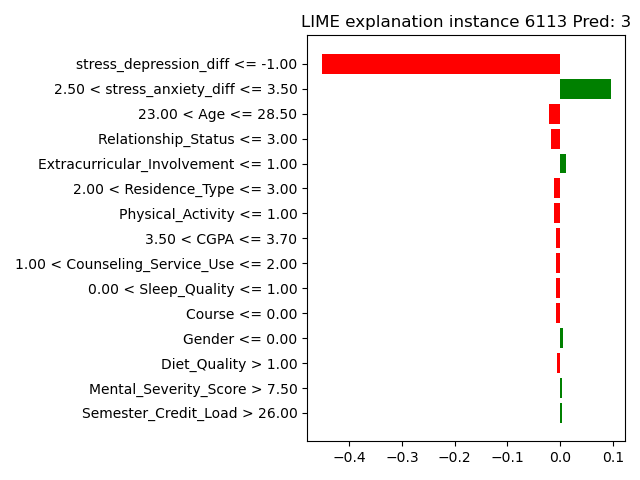 LIME explanation instance 6113 Pred: 3
stress_depression_diff <= -1.00
2.50 < stress_anxiety_diff <= 3.50
23.00 < Age <= 28.50
Relationship_Status <= 3.00
Extracurricular_Involvement <= 1.00
2.00 < Residence_Type <= 3.00
Physical_Activity <= 1.00
3.50 < CGPA <= 3.70
1.00 < Counseling_Service_Use <= 2.00
0.00 < Sleep_Quality <= 1.00
Course <= 0.00
Gender <= 0.00
Diet_Quality > 1.00
Mental_Severity_Score > 7.50
Semester_Credit_Load > 26.00
−0.4 −0.3 −0.2 −0.1 0.0 0.1